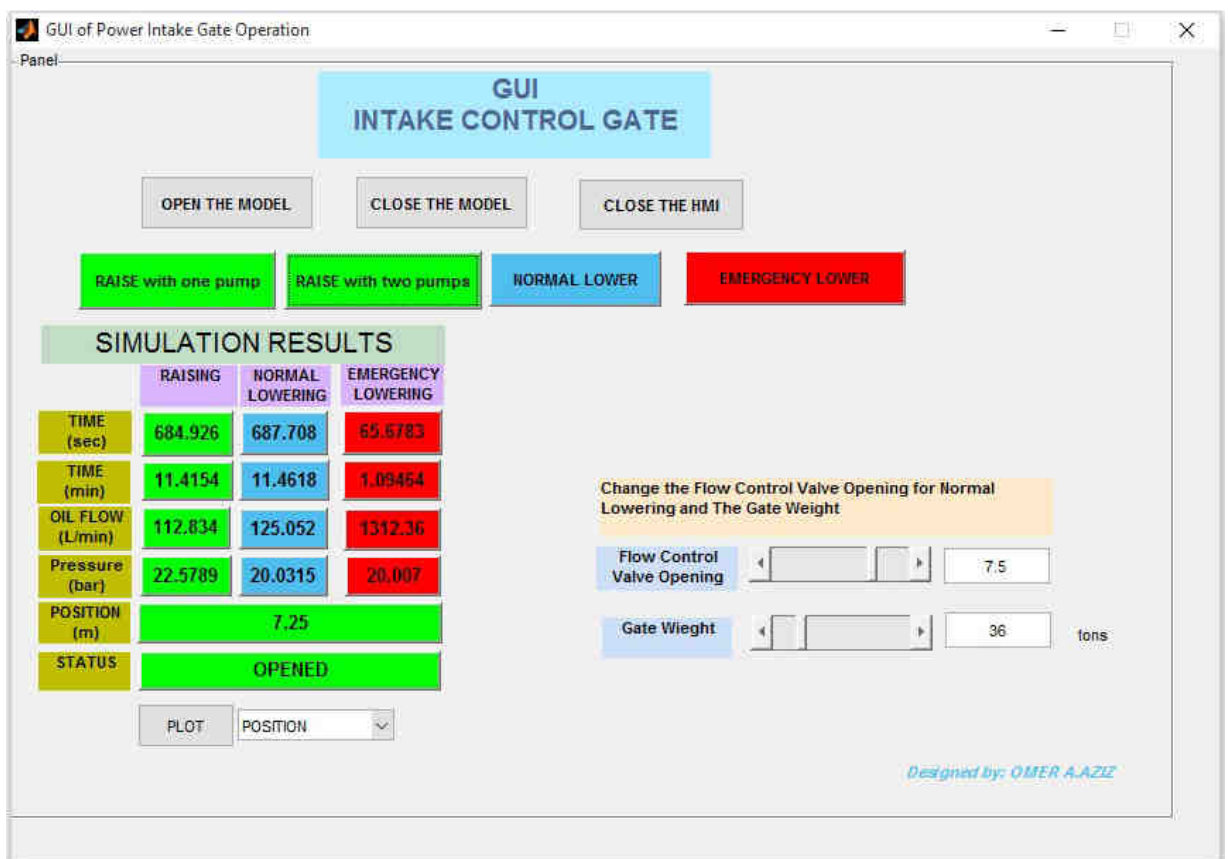 GUI of Power Intake Gate Operation
Panel
GUI
INTAKE CONTROL GATE
OPEN THE MODEL
CLOSE THE MODEL
CLOSE THE HMI
RAISE with one pump
RAISE with two pumps
NORMAL LOWER
EMERGENCY LOWER
SIMULATION RESULTS
RAISING
NORMAL
LOWERING
EMERGENCY
LOWERING
TIME
(sec)
684.926
687.708
65.6783
TIME
(min)
11.4154
11.4618
1.09464
OIL FLOW
(L/min)
112.834
125.052
1312.36
Pressure
(bar)
22.5789
20.0315
20.007
POSITION
(m)
7.25
STATUS
OPENED
PLOT
POSITION
Change the Flow Control Valve Opening for Normal
Lowering and The Gate Weight
Flow Control
Valve Opening
7.5
Gate Wieght
36
tons
Designed by: OMER A.AZIZ